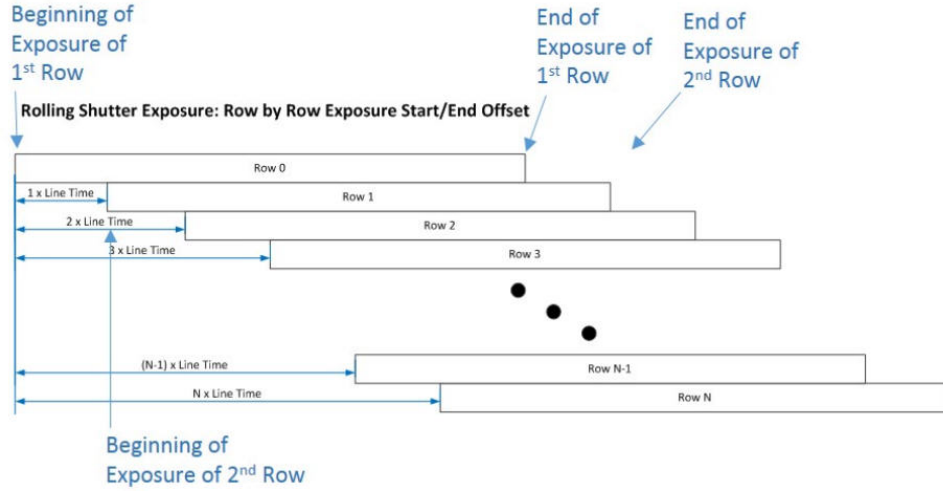 Beginning of
Exposure of
1st Row
End of
Exposure of
1st Row
End of
Exposure of
2nd Row
Rolling Shutter Exposure: Row by Row Exposure Start/End Offset
Row 0
1 x Line Time
Row 1
2 x Line Time
Row 2
3 x Line Time
Row 3
(N-1) x Line Time
Row N-1
N x Line Time
Row N
Beginning of
Exposure of 2nd Row